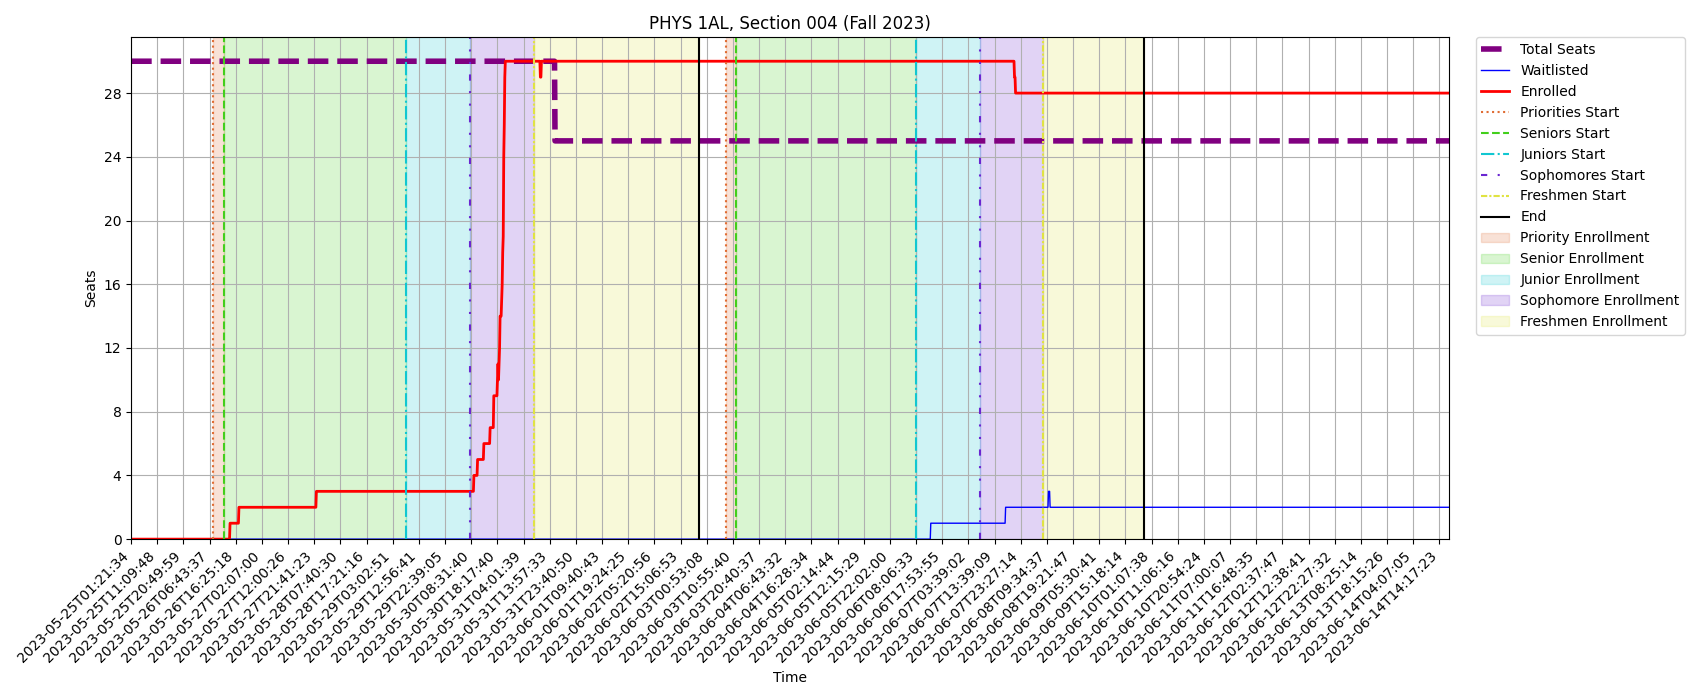 PHYS 1AL, Section 004 (Fall 2023)
Seats
28
24
20
16
12
8
4
0
2023-05-25T01:21:34
2023-05-25T11:09:48
2023-05-25T20:49:59
2023-05-26T06:43:37
2023-05-26T16:25:18
2023-05-27T02:07:00
2023-05-27T12:00:26
2023-05-27T21:41:23
2023-05-28T07:40:30
2023-05-28T17:21:16
2023-05-29T03:02:51
2023-05-29T12:56:41
2023-05-29T22:39:05
2023-05-30T08:31:40
2023-05-30T18:17:40
2023-05-31T04:01:39
2023-05-31T13:57:33
2023-05-31T23:40:50
2023-06-01T09:40:43
2023-06-01T19:24:25
2023-06-02T05:20:56
2023-06-02T15:06:53
2023-06-03T00:53:08
2023-06-03T10:55:40
2023-06-03T20:40:37
2023-06-04T06:43:32
2023-06-04T16:28:34
2023-06-05T02:14:44
2023-06-05T12:15:29
2023-06-05T22:02:00
2023-06-06T08:06:33
2023-06-06T17:53:55
2023-06-07T03:39:02
2023-06-07T13:39:09
2023-06-07T23:27:14
2023-06-08T09:34:37
2023-06-08T19:21:47
2023-06-09T05:30:41
2023-06-09T15:18:14
2023-06-10T01:07:38
2023-06-10T11:06:16
2023-06-10T20:54:24
2023-06-11T07:00:07
2023-06-11T16:48:35
2023-06-12T02:37:47
2023-06-12T12:38:41
2023-06-12T22:27:32
2023-06-13T08:25:14
2023-06-13T18:15:26
2023-06-14T04:07:05
2023-06-14T14:17:23
Time
Total Seats
Waitlisted
Enrolled
Priorities Start
Seniors Start
Juniors Start
Sophomores Start
Freshmen Start
End
Priority Enrollment
Senior Enrollment
Junior Enrollment
Sophomore Enrollment
Freshmen Enrollment